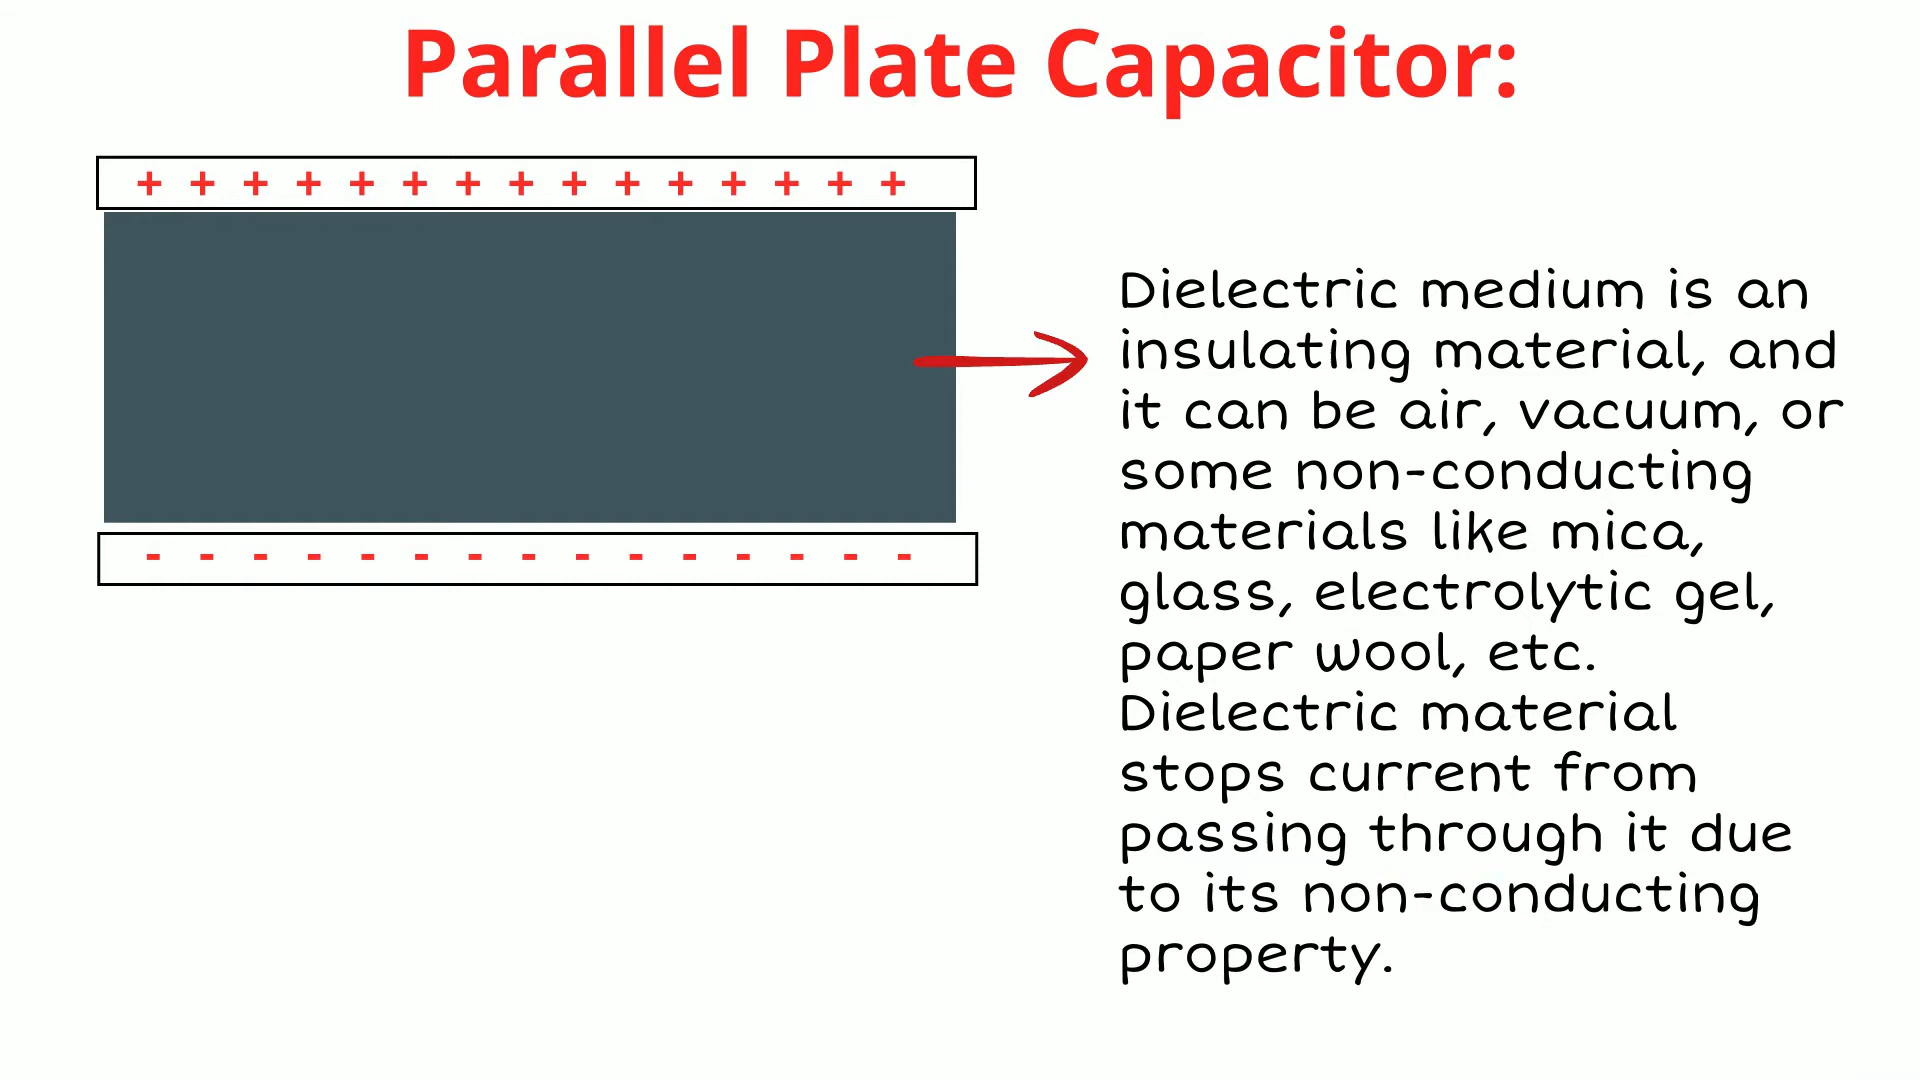 Parallel Plate Capacitor:
+ + + + + + + + + + + + + + +
- - - - - - - - - - - - - - -
Dielectric medium is an
insulating material, and
it can be air, vacuum, or
some non-conducting
materials like mica,
glass, electrolytic gel,
paper wool, etc.
Dielectric material
stops current from
passing through it due
to its non-conducting
property.